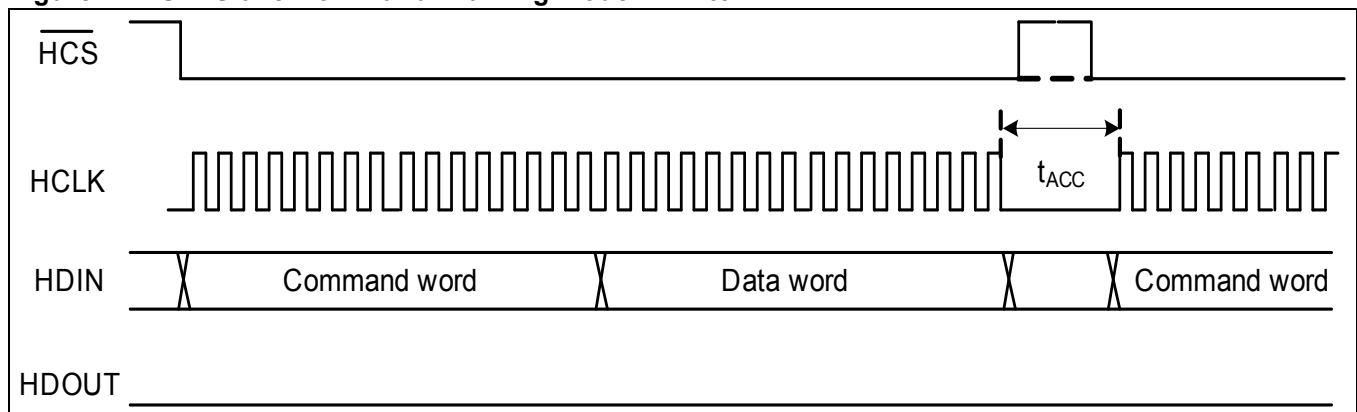 HCS
HCLK
tACC
HDIN
Command word
Data word
Command word
HDOUT